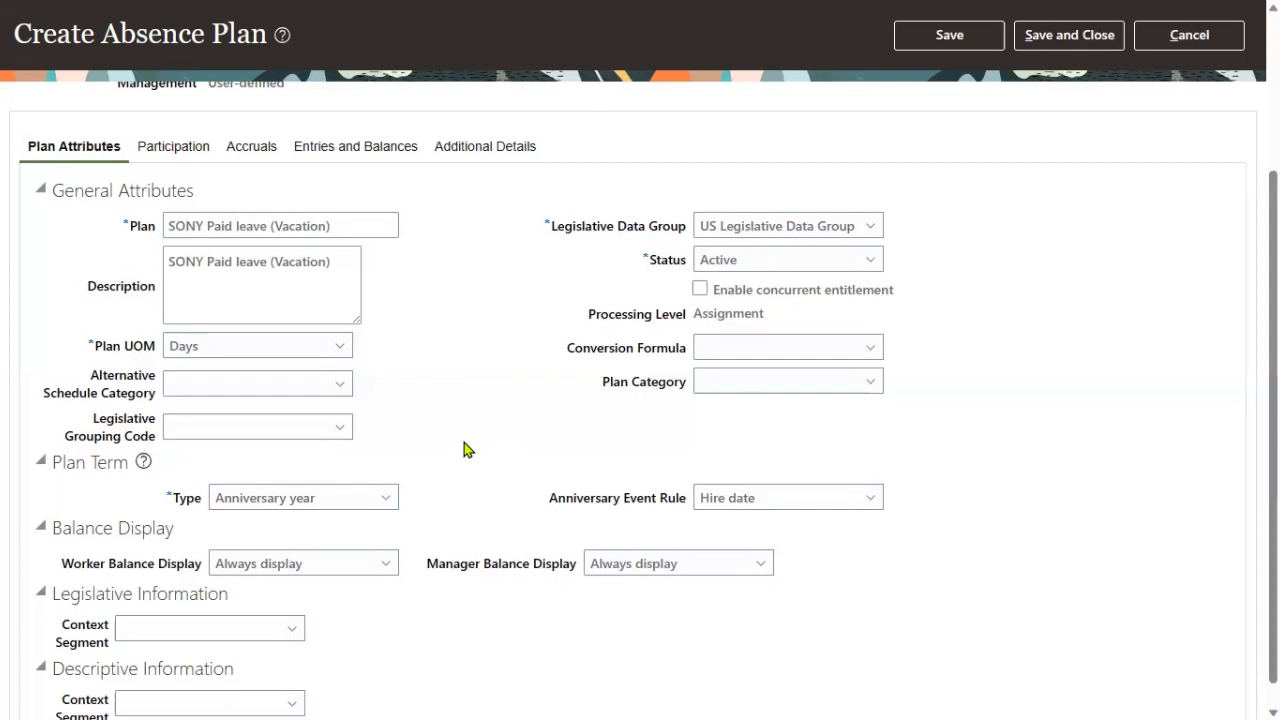 Create Absence Plan
Save
Save and Close
Cancel
Management User-defined
Plan Attributes
Participation
Accruals
Entries and Balances
Additional Details
General Attributes
*Plan SONY Paid leave (Vacation)
*Legislative Data Group US Legislative Data Group
Description SONY Paid leave (Vacation)
*Status Active
Enable concurrent entitlement
Processing Level Assignment
*Plan UOM Days
Conversion Formula
Alternative
Schedule Category
Plan Category
Legislative
Grouping Code
Plan Term
*Type Anniversary year
Anniversary Event Rule Hire date
Balance Display
Worker Balance Display Always display
Manager Balance Display Always display
Legislative Information
Context
Segment
Descriptive Information
Context
Segment